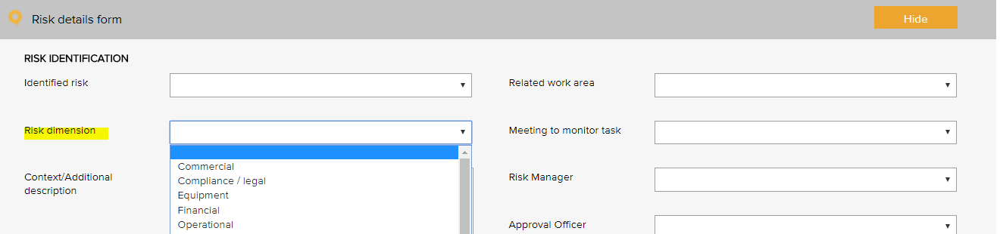 Risk details form
Hide
RISK IDENTIFICATION
Identified risk
Related work area
Risk dimension
Meeting to monitor task
Commercial
Compliance / legal
Equipment
Financial
Operational
Context/Additional
description
Risk Manager
Approval Officer